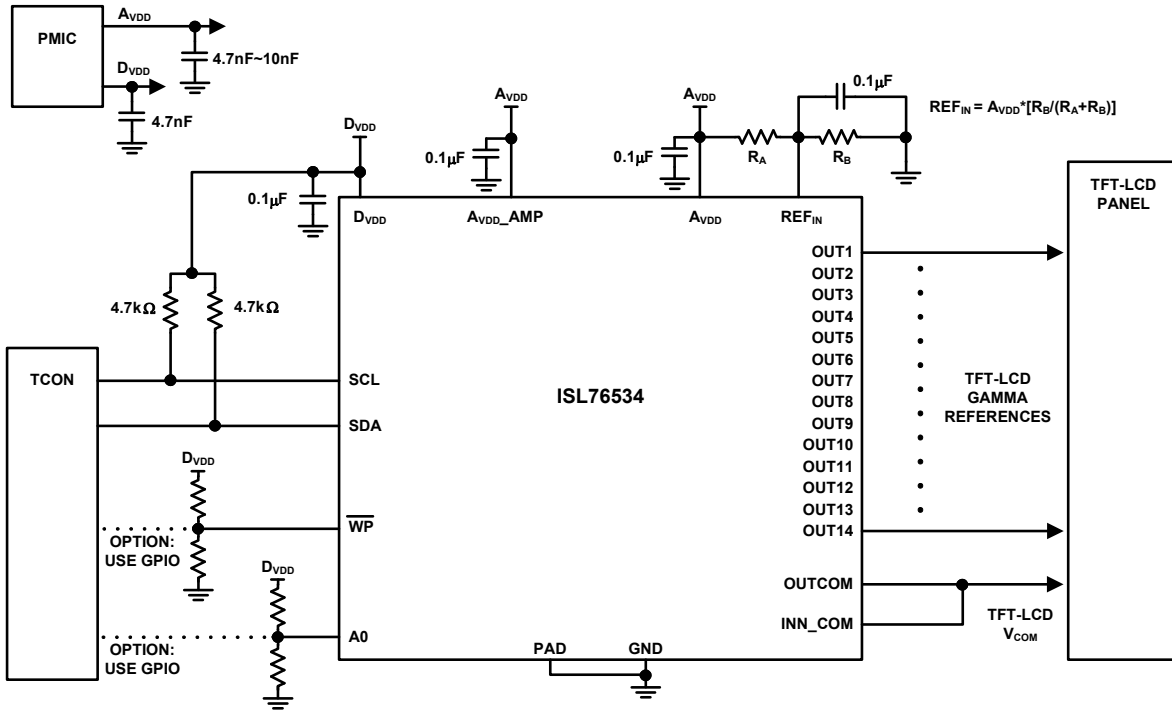 PMIC
AVDD
4.7nF~10nF
DVDD
4.7nF
DVDD
0.1µF
AVDD
0.1µF
AVDD
0.1µF
RA
0.1µF
RB
REFIN = AVDD*[RB/(RA+RB)]
4.7kΩ
4.7kΩ
DVDD
AVDD_AMP
AVDD
REFIN
TCON
SCL
SDA
DVDD
WP
OPTION:
USE GPIO
DVDD
A0
OPTION:
USE GPIO
ISL76534
PAD
GND
OUT1
OUT2
OUT3
OUT4
OUT5
OUT6
OUT7
OUT8
OUT9
OUT10
OUT11
OUT12
OUT13
OUT14
OUTCOM
INN_COM
TFT-LCD
GAMMA
REFERENCES
TFT-LCD
VCOM
TFT-LCD
PANEL